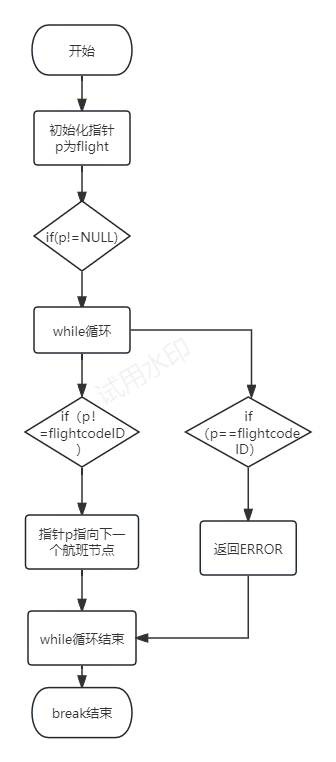 开始
初始化指针
p为flight
if(p!=NULL)
while循环
试用水印
if（p!
=flightcodeID
）
if
（p==flightcode
ID）
指针p指向下一
个航班节点
返回ERROR
while循环结束
break结束